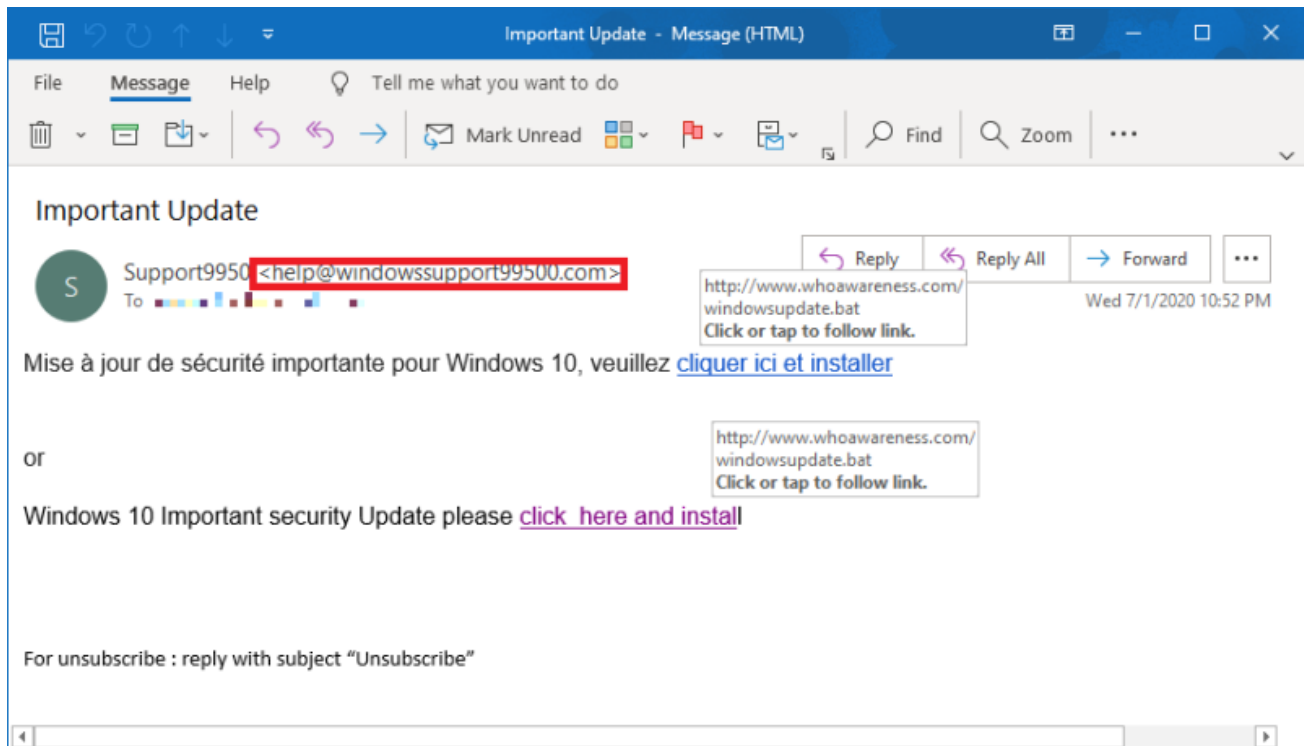 Important Update - Message (HTML)
File Message Help Tell me what you want to do
Mark Unread Find Zoom
Important Update
S
Support9950 <help@windowssupport99500.com>
To
Reply Reply All Forward
Wed 7/1/2020 10:52 PM
http://www.whoawareness.com/
windowsupdate.bat
Click or tap to follow link.
Mise à jour de sécurité importante pour Windows 10, veuillez cliquer ici et installer
http://www.whoawareness.com/
windowsupdate.bat
Click or tap to follow link.
or
Windows 10 Important security Update please click here and install
For unsubscribe : reply with subject “Unsubscribe”